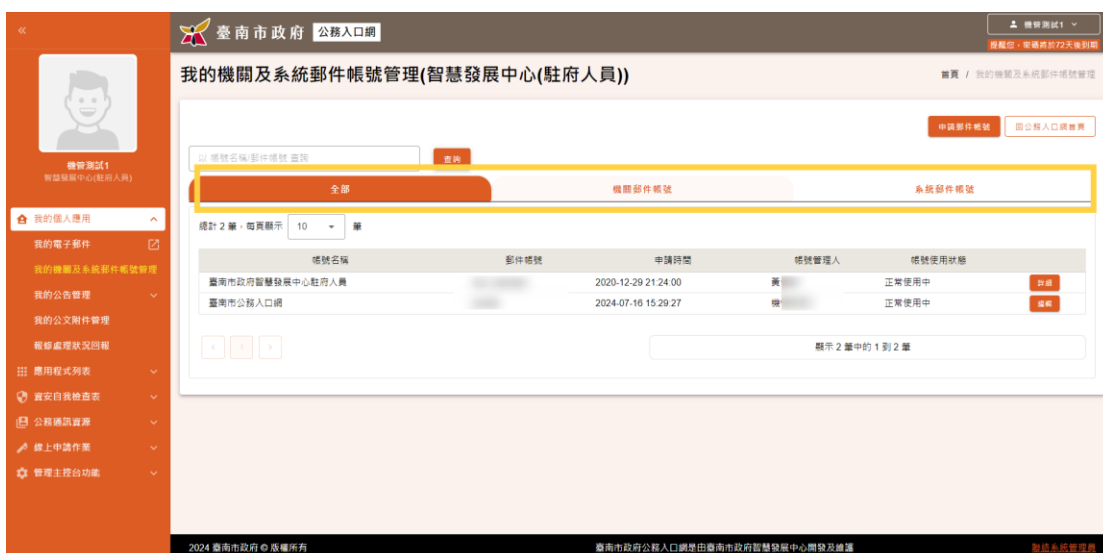 臺南市政府 公務入口網
機管測試1
提醒您，密碼將於72天後到期
機管測試1
智慧發展中心(駐府人員)
我的個人應用
我的電子郵件
我的機關及系統郵件帳號管理
我的公告管理
我的公文附件管理
報修處理狀況回報
應用程式列表
資安自我檢查表
公務通訊資源
線上申請作業
管理主控台功能
我的機關及系統郵件帳號管理(智慧發展中心(駐府人員))
首頁 / 我的機關及系統郵件帳號管理
申請郵件帳號 回公務入口網首頁
以 帳號名稱/郵件帳號 查詢 查詢
全部 機關郵件帳號 系統郵件帳號
總計 2 筆，每頁顯示 10 筆
帳號名稱 郵件帳號 申請時間 帳號管理人 帳號使用狀態
臺南市政府智慧發展中心駐府人員 2020-12-29 21:24:00 黃 正常使用中 詳細
臺南市公務入口網 2024-07-16 15:29:27 機 正常使用中 編輯
顯示 2 筆中的 1 到 2 筆
2024 臺南市政府 © 版權所有 臺南市政府公務入口網是由臺南市政府智慧發展中心開發及維護 聯絡系統管理員